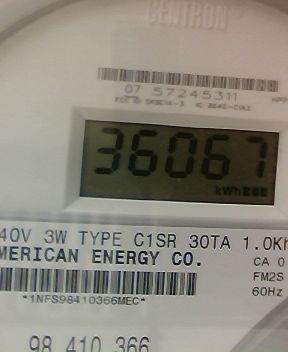 CENTRON
07 57245311
36067
kWh
40V 3W TYPE C1SR 30TA 1.0Kh
MERICAN ENERGY CO.
CA 0
FM2S
60Hz
*1NFS98410366MEC*
98 410 366